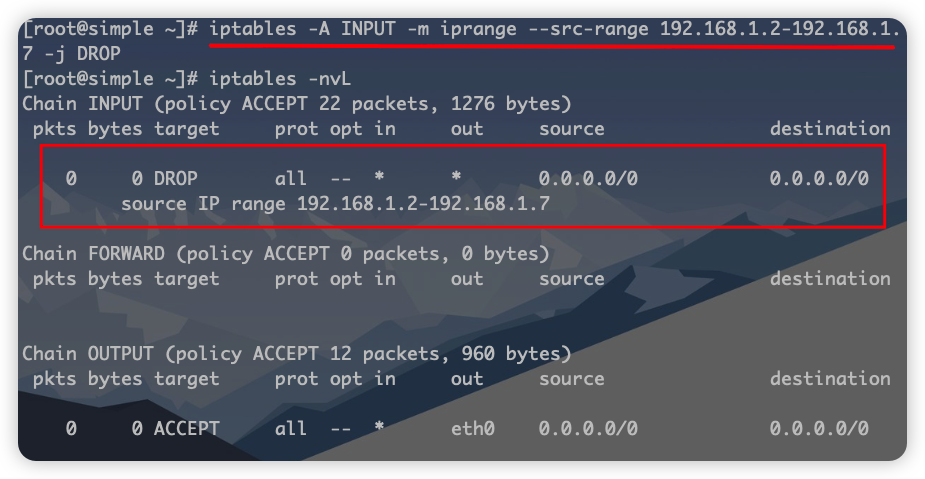 [root@simple ~]# iptables -A INPUT -m iprange --src-range 192.168.1.2-192.168.1.
7 -j DROP
[root@simple ~]# iptables -nvL
Chain INPUT (policy ACCEPT 22 packets, 1276 bytes)
 pkts bytes target     prot opt in     out     source               destination
    0     0 DROP       all  --  *      *       0.0.0.0/0            0.0.0.0/0
         source IP range 192.168.1.2-192.168.1.7
Chain FORWARD (policy ACCEPT 0 packets, 0 bytes)
 pkts bytes target     prot opt in     out     source               destination
Chain OUTPUT (policy ACCEPT 12 packets, 960 bytes)
 pkts bytes target     prot opt in     out     source               destination
    0     0 ACCEPT     all  --  *      eth0    0.0.0.0/0            0.0.0.0/0